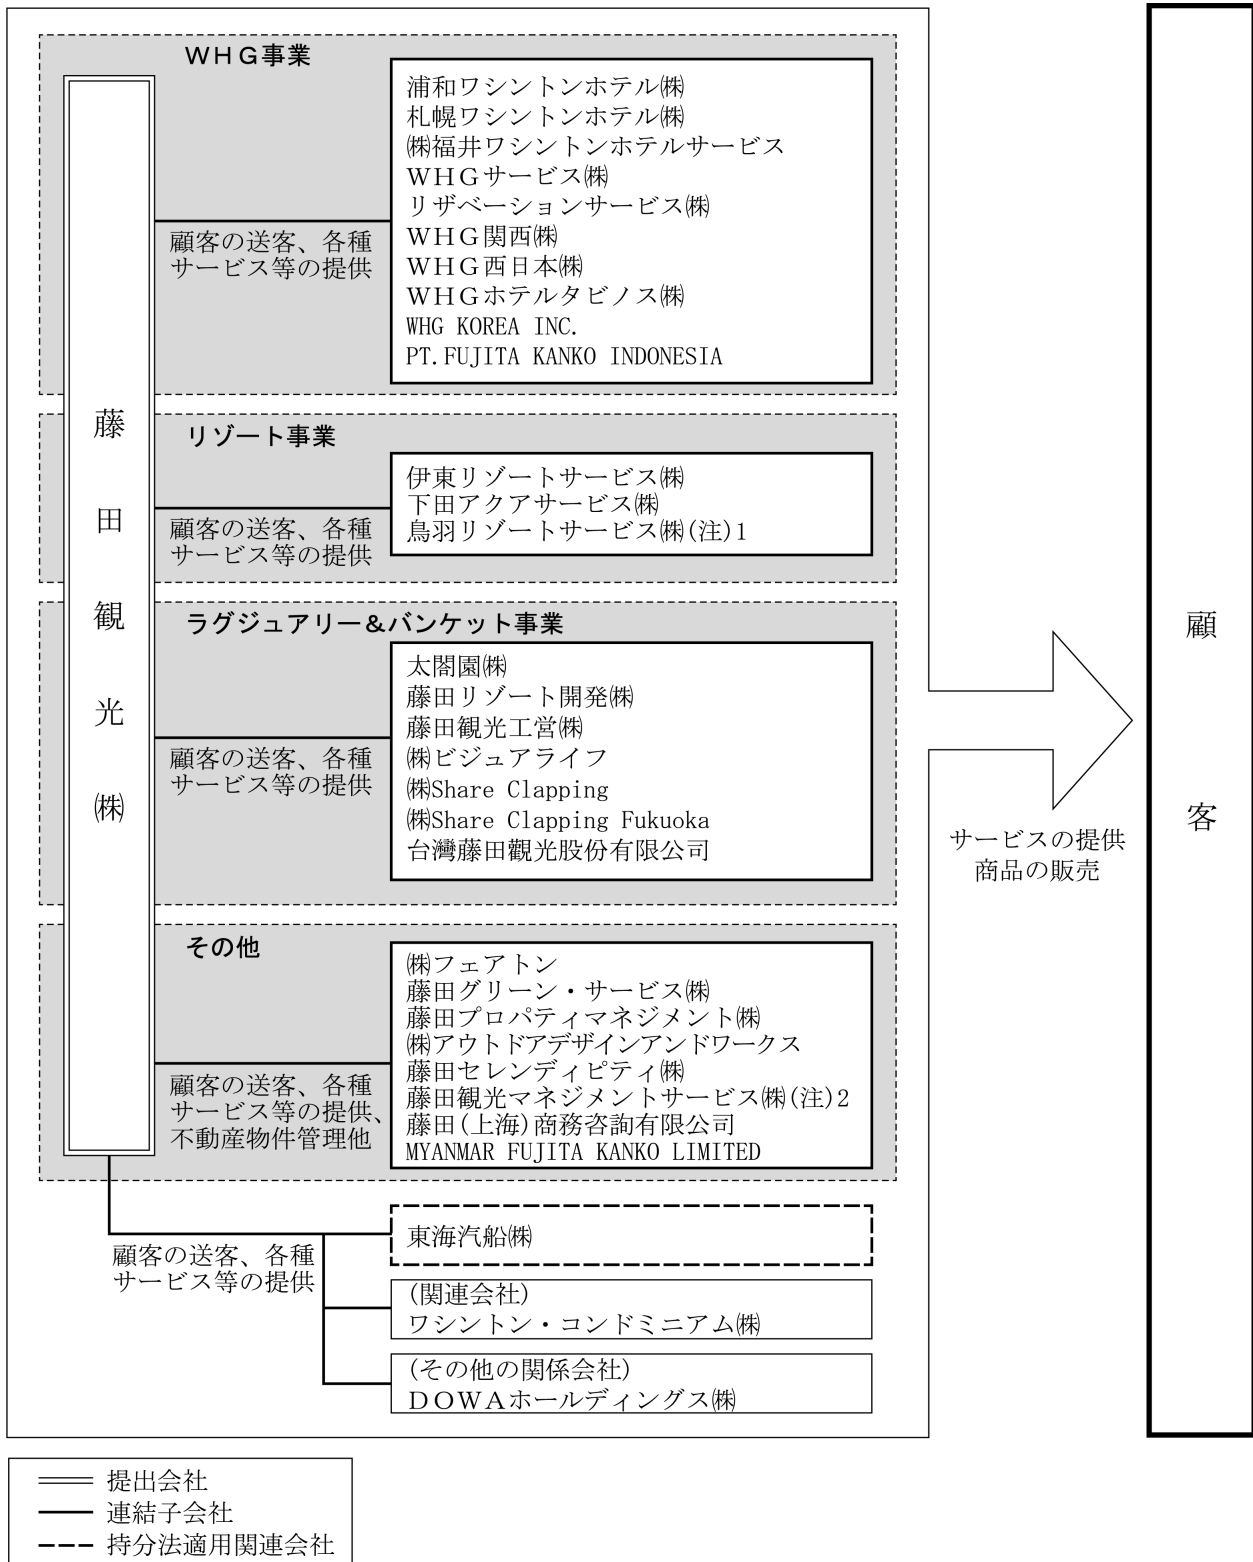 WHG事業
浦和ワシントンホテル㈱
札幌ワシントンホテル㈱
㈱福井ワシントンホテルサービス
WHGサービス㈱
リザベーションサービス㈱
WHG関西㈱
WHG西日本㈱
WHGホテルタビノス㈱
WHG KOREA INC.
PT.FUJITA KANKO INDONESIA
顧客の送客、各種
サービス等の提供
藤田観光㈱
リゾート事業
伊東リゾートサービス㈱
下田アクアサービス㈱
鳥羽リゾートサービス㈱(注)1
顧客の送客、各種
サービス等の提供
ラグジュアリー&バンケット事業
太閤園㈱
藤田リゾート開発㈱
藤田観光工営㈱
㈱ビジュアライフ
㈱Share Clapping
㈱Share Clapping Fukuoka
台灣藤田觀光股份有限公司
顧客の送客、各種
サービス等の提供
その他
㈱フェアトン
藤田グリーン・サービス㈱
藤田プロパティマネジメント㈱
㈱アウトドアデザインアンドワークス
藤田セレンディピティ㈱
藤田観光マネジメントサービス㈱(注)2
藤田(上海)商務咨詢有限公司
MYANMAR FUJITA KANKO LIMITED
顧客の送客、各種
サービス等の提供、
不動産物件管理他
東海汽船㈱
顧客の送客、各種
サービス等の提供
(関連会社)
ワシントン・コンドミニアム㈱
(その他の関係会社)
DOWAホールディングス㈱
サービスの提供
商品の販売
顧客
提出会社
連結子会社
持分法適用関連会社